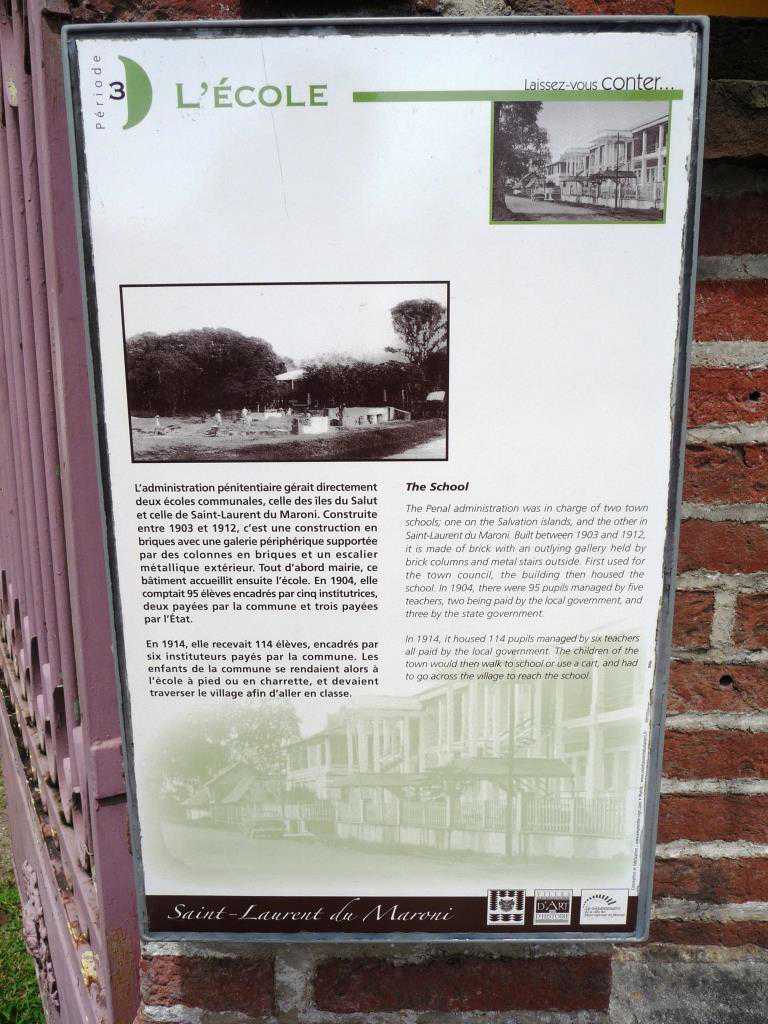 Période
3
L'ÉCOLE
Laissez-vous conter...
L'administration pénitentiaire gérait directement
deux écoles communales, celle des îles du Salut
et celle de Saint-Laurent du Maroni. Construite
entre 1903 et 1912, c'est une construction en
briques avec une galerie périphérique supportée
par des colonnes en briques et un escalier
métallique extérieur. Tout d'abord mairie, ce
bâtiment accueillit ensuite l'école. En 1904, elle
comptait 95 élèves encadrés par cinq institutrices,
deux payées par la commune et trois payées
par l'État.
En 1914, elle recevait 114 élèves, encadrés par
six instituteurs payés par la commune. Les
enfants de la commune se rendaient alors à
l'école à pied ou en charrette, et devaient
traverser le village afin d'aller en classe.
The School
The Penal administration was in charge of two town
schools; one on the Salvation islands, and the other in
Saint-Laurent du Maroni. Built between 1903 and 1912,
it is made of brick with an outlying gallery held by
brick columns and metal stairs outside. First used for
the town council, the building then housed the
school. In 1904, there were 95 pupils managed by five
teachers, two being paid by the local government, and
three by the state government.
In 1914, it housed 114 pupils managed by six teachers
all paid by the local government. The children of the
town would then walk to school or use a cart, and had
to go across the village to reach the school.
Saint-Laurent du Maroni
VILLES
D'ART
& D'HISTOIRE